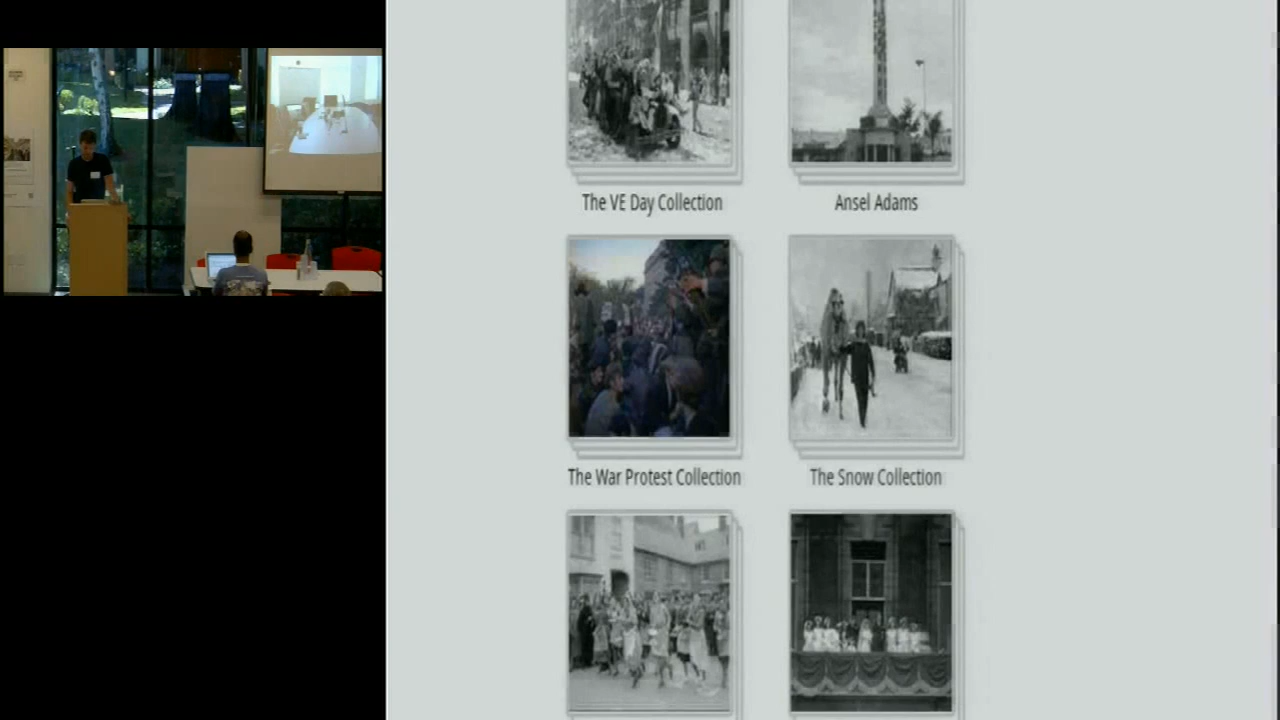 The VE Day Collection
Ansel Adams
The War Protest Collection
The Snow Collection